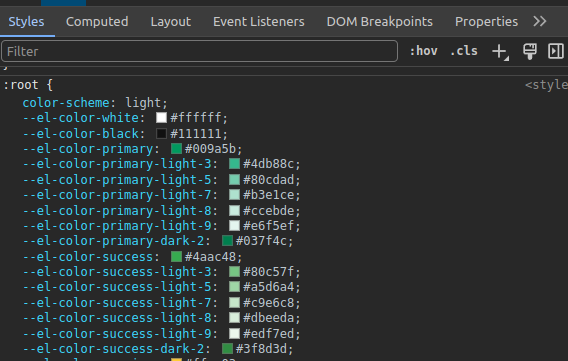 Styles Computed Layout Event Listeners DOM Breakpoints Properties
Filter :hov .cls
}
:root { <style
color-scheme: light;
--el-color-white: #ffffff;
--el-color-black: #111111;
--el-color-primary: #009a5b;
--el-color-primary-light-3: #4db88c;
--el-color-primary-light-5: #80cdad;
--el-color-primary-light-7: #b3e1ce;
--el-color-primary-light-8: #ccebde;
--el-color-primary-light-9: #e6f5ef;
--el-color-primary-dark-2: #037f4c;
--el-color-success: #4aac48;
--el-color-success-light-3: #80c57f;
--el-color-success-light-5: #a5d6a4;
--el-color-success-light-7: #c9e6c8;
--el-color-success-light-8: #dbeeda;
--el-color-success-light-9: #edf7ed;
--el-color-success-dark-2: #3f8d3d;